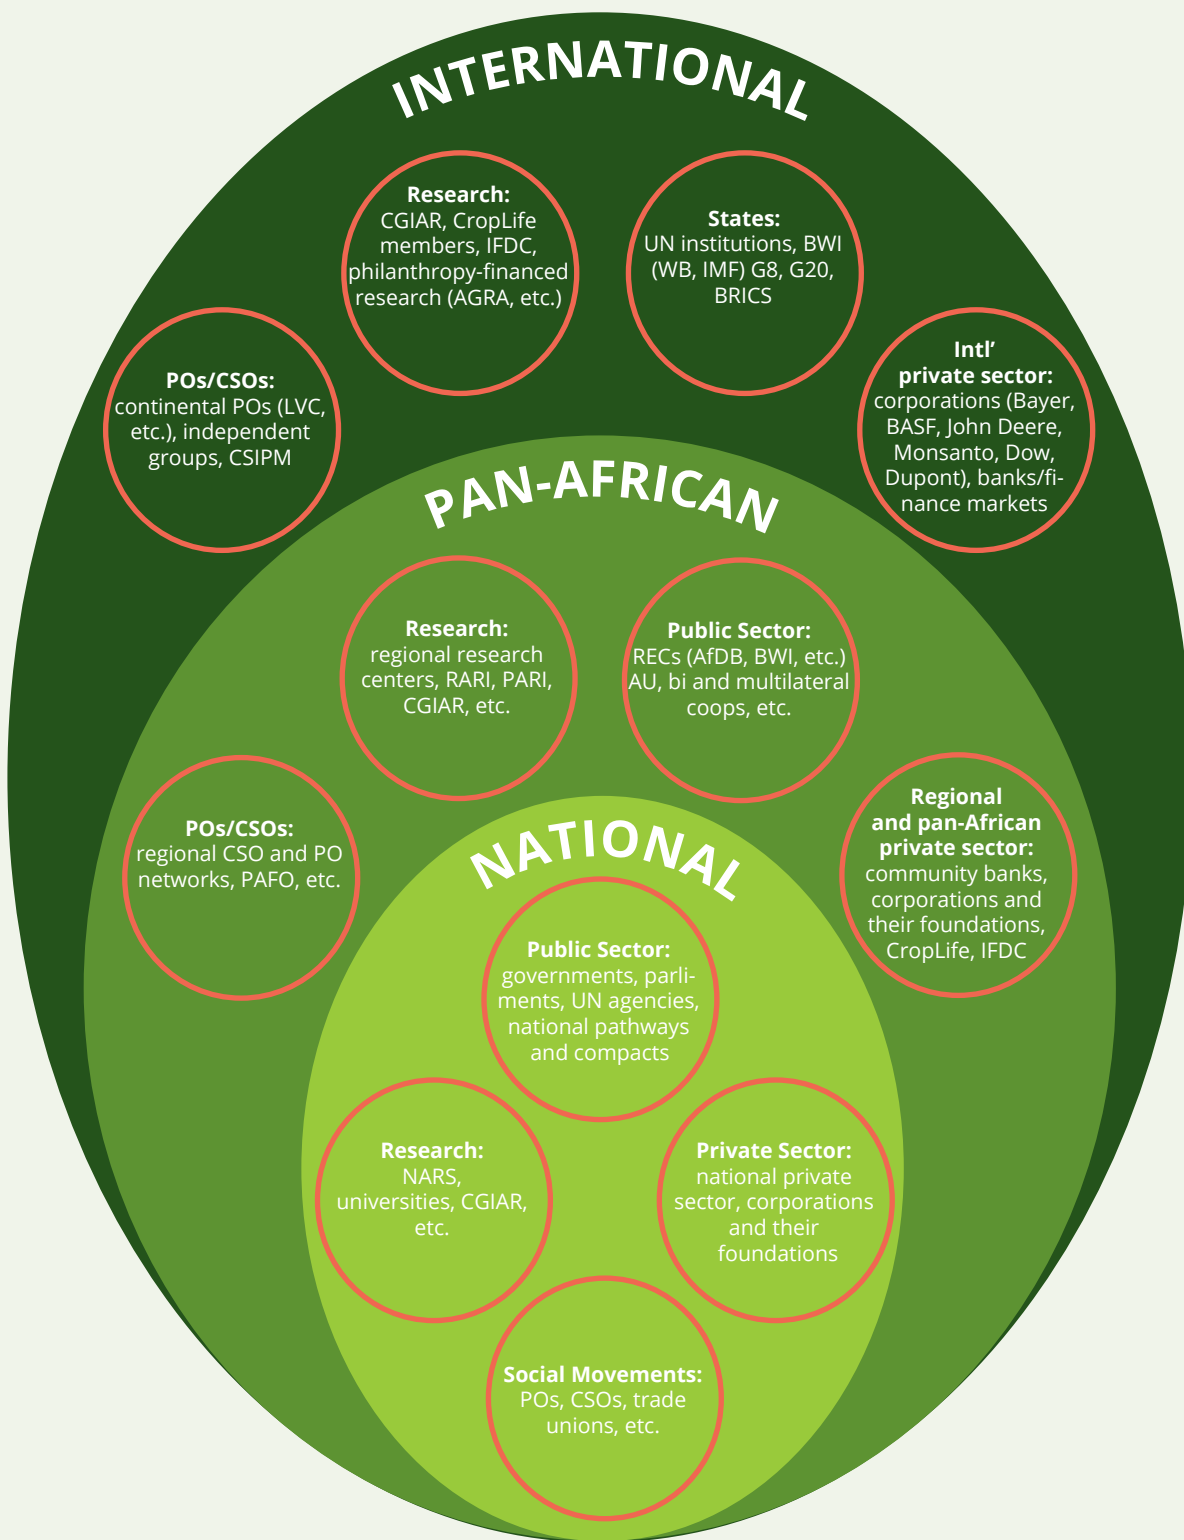 INTERNATIONAL
Research:
CGIAR, CropLife
members, IFDC,
philanthropy-financed
research (AGRA, etc.)
States:
UN institutions, BWI
(WB, IMF) G8, G20,
BRICS
POs/CSOs:
continental POs (LVC,
etc.), independent
groups, CSIPM
Intl’
private sector:
corporations (Bayer,
BASF, John Deere,
Monsanto, Dow,
Dupont), banks/fi-
nance markets
PAN-AFRICAN
Research:
regional research
centers, RARI, PARI,
CGIAR, etc.
Public Sector:
RECs (AfDB, BWI, etc.)
AU, bi and multilateral
coops, etc.
POs/CSOs:
regional CSO and PO
networks, PAFO, etc.
Regional
and pan-African
private sector:
community banks,
corporations and
their foundations,
CropLife, IFDC
NATIONAL
Public Sector:
governments, parli-
ments, UN agencies,
national pathways
and compacts
Research:
NARS,
universities, CGIAR,
etc.
Private Sector:
national private
sector, corporations
and their
foundations
Social Movements:
POs, CSOs, trade
unions, etc.